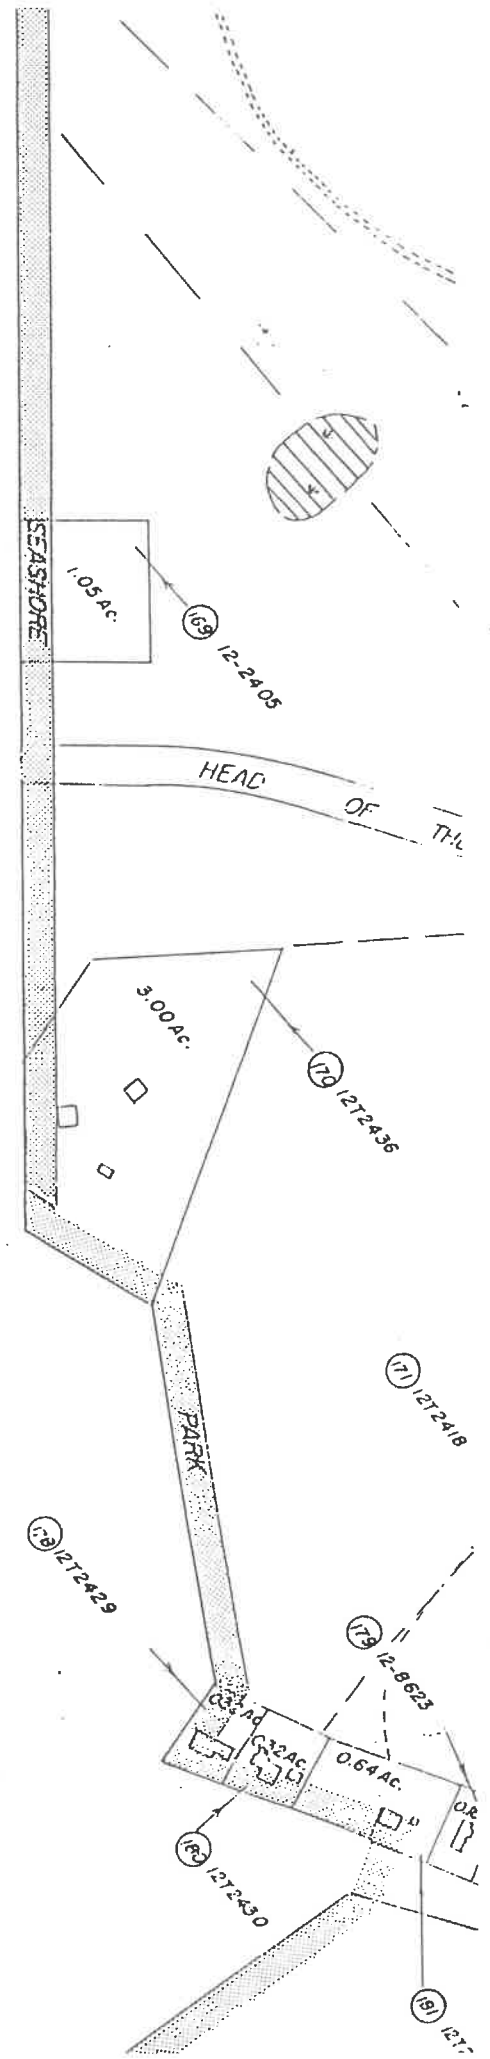 SEASHORE
1.05 AC.
169 12-2405
HEAD
OF
3.00 AC.
170 12T2436
171 12T2418
PARK
178 12T2429
179 12-8623
0.32 AC.
0.64 AC.
180 12T2430
181